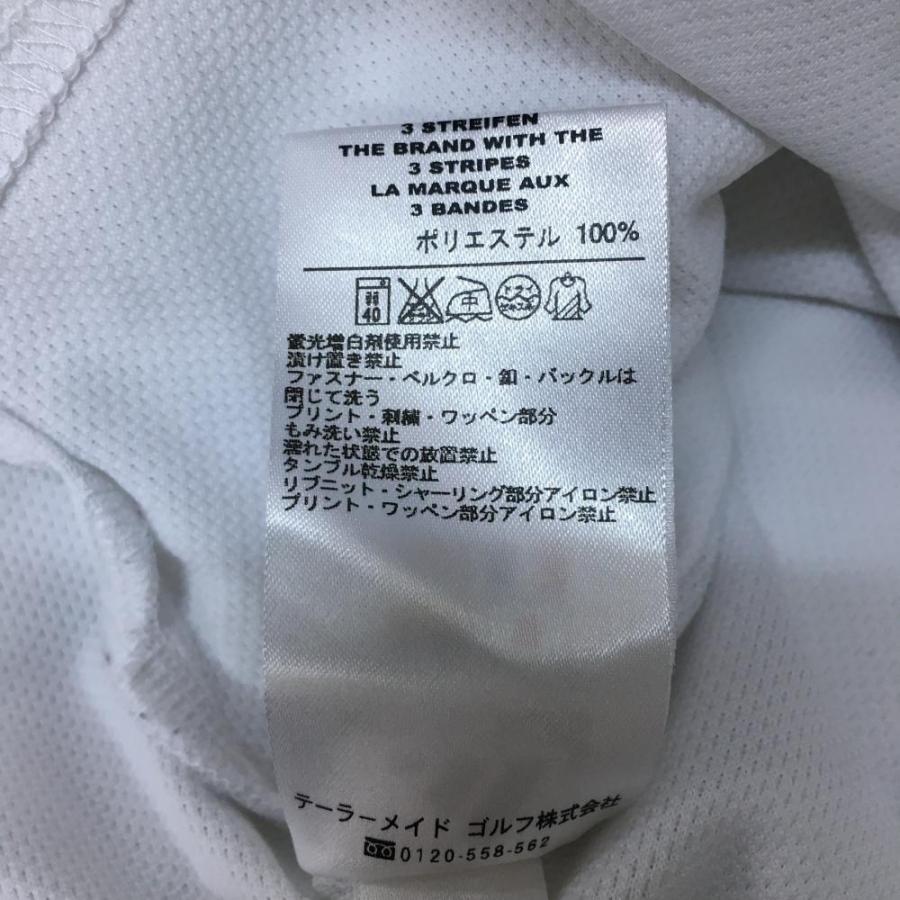 3 STREIFEN
THE BRAND WITH THE
3 STRIPES
LA MARQUE AUX
3 BANDES
ポリエステル 100%
弱 40 中 ドライ
蛍光増白剤使用禁止
漬け置き禁止
ファスナー・ベルクロ・釦・バックルは
閉じて洗う
プリント・刺繍・ワッペン部分
もみ洗い禁止
濡れた状態での放置禁止
タンブル乾燥禁止
リブニット・シャーリング部分アイロン禁止
プリント・ワッペン部分アイロン禁止
テーラーメイド ゴルフ株式会社
0120-558-562